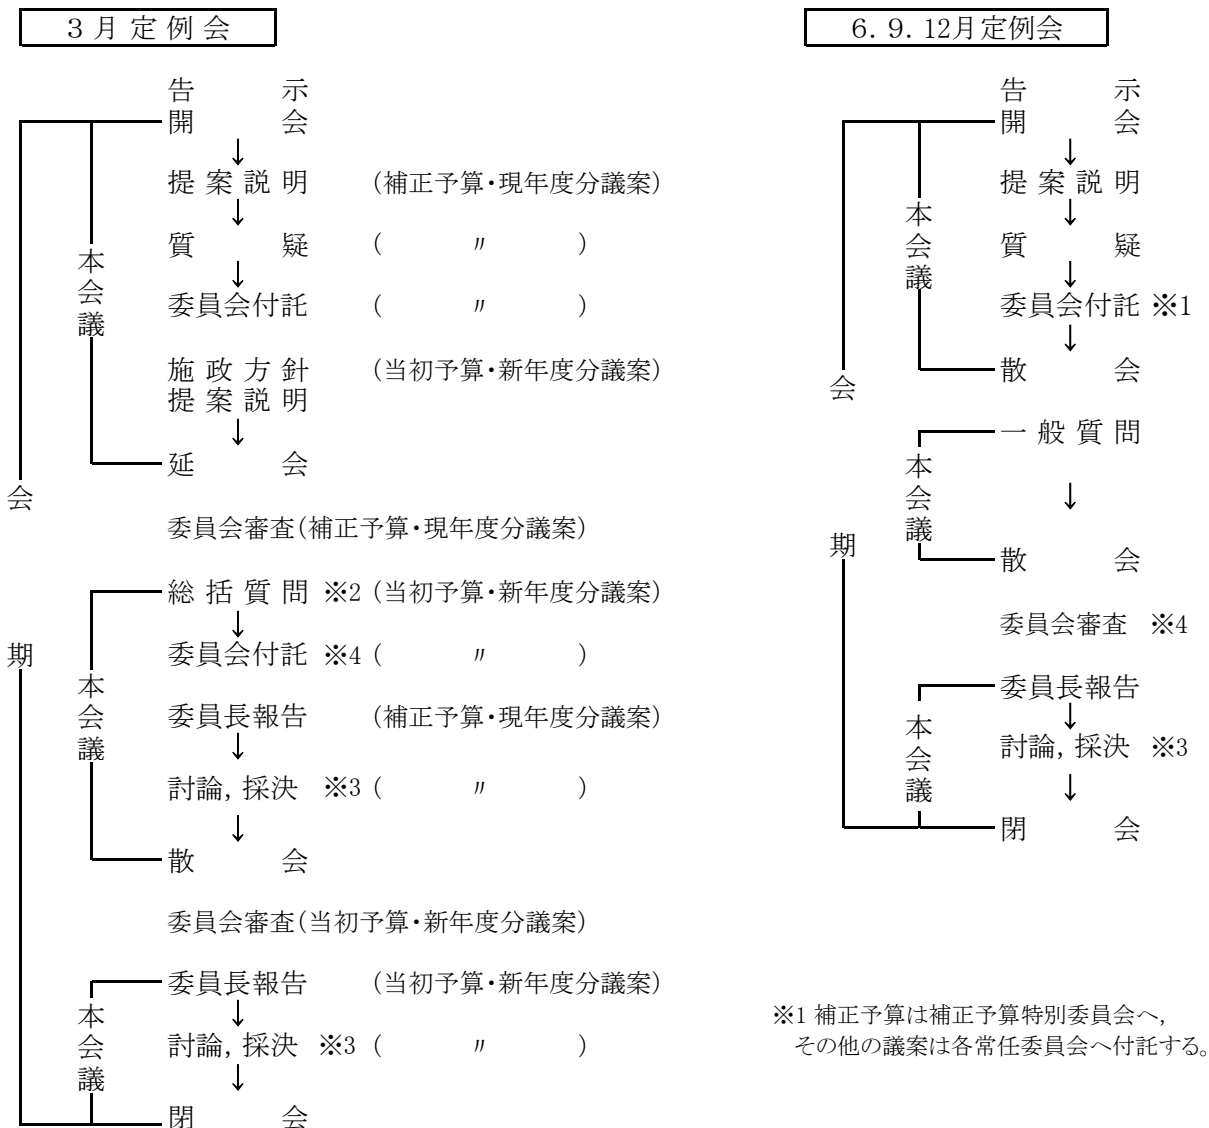 3月定例会
告示
開会
↓
提案説明 (補正予算・現年度分議案)
↓
質疑 ( 〃 )
↓
委員会付託 ( 〃 )
施政方針 (当初予算・新年度分議案)
提案説明
↓
延会
本会議
委員会審査(補正予算・現年度分議案)
総括質問 ※2 (当初予算・新年度分議案)
↓
委員会付託 ※4 ( 〃 )
委員長報告 (補正予算・現年度分議案)
↓
討論, 採決 ※3 ( 〃 )
↓
散会
本会議
委員会審査(当初予算・新年度分議案)
委員長報告 (当初予算・新年度分議案)
↓
討論, 採決 ※3 ( 〃 )
↓
閉会
本会議
会期
6. 9. 12月定例会
告示
開会
↓
提案説明
↓
質疑
↓
委員会付託 ※1
↓
散会
本会議
一般質問
↓
散会
本会議
委員会審査 ※4
委員長報告
↓
討論, 採決 ※3
↓
閉会
本会議
会期
※1 補正予算は補正予算特別委員会へ,
その他の議案は各常任委員会へ付託する。